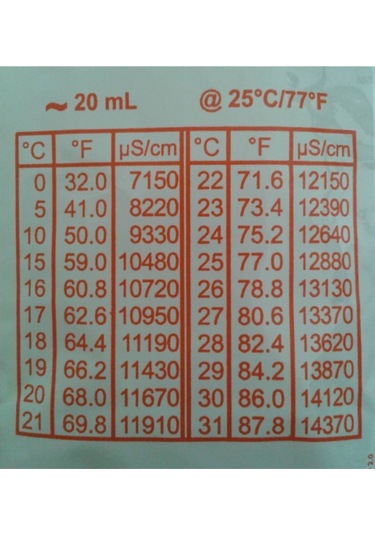 ~ 20 mL @ 25°C/77°F
°C °F µS/cm °C °F µS/cm
0 32.0 7150 22 71.6 12150
5 41.0 8220 23 73.4 12390
10 50.0 9330 24 75.2 12640
15 59.0 10480 25 77.0 12880
16 60.8 10720 26 78.8 13130
17 62.6 10950 27 80.6 13370
18 64.4 11190 28 82.4 13620
19 66.2 11430 29 84.2 13870
20 68.0 11670 30 86.0 14120
21 69.8 11910 31 87.8 14370